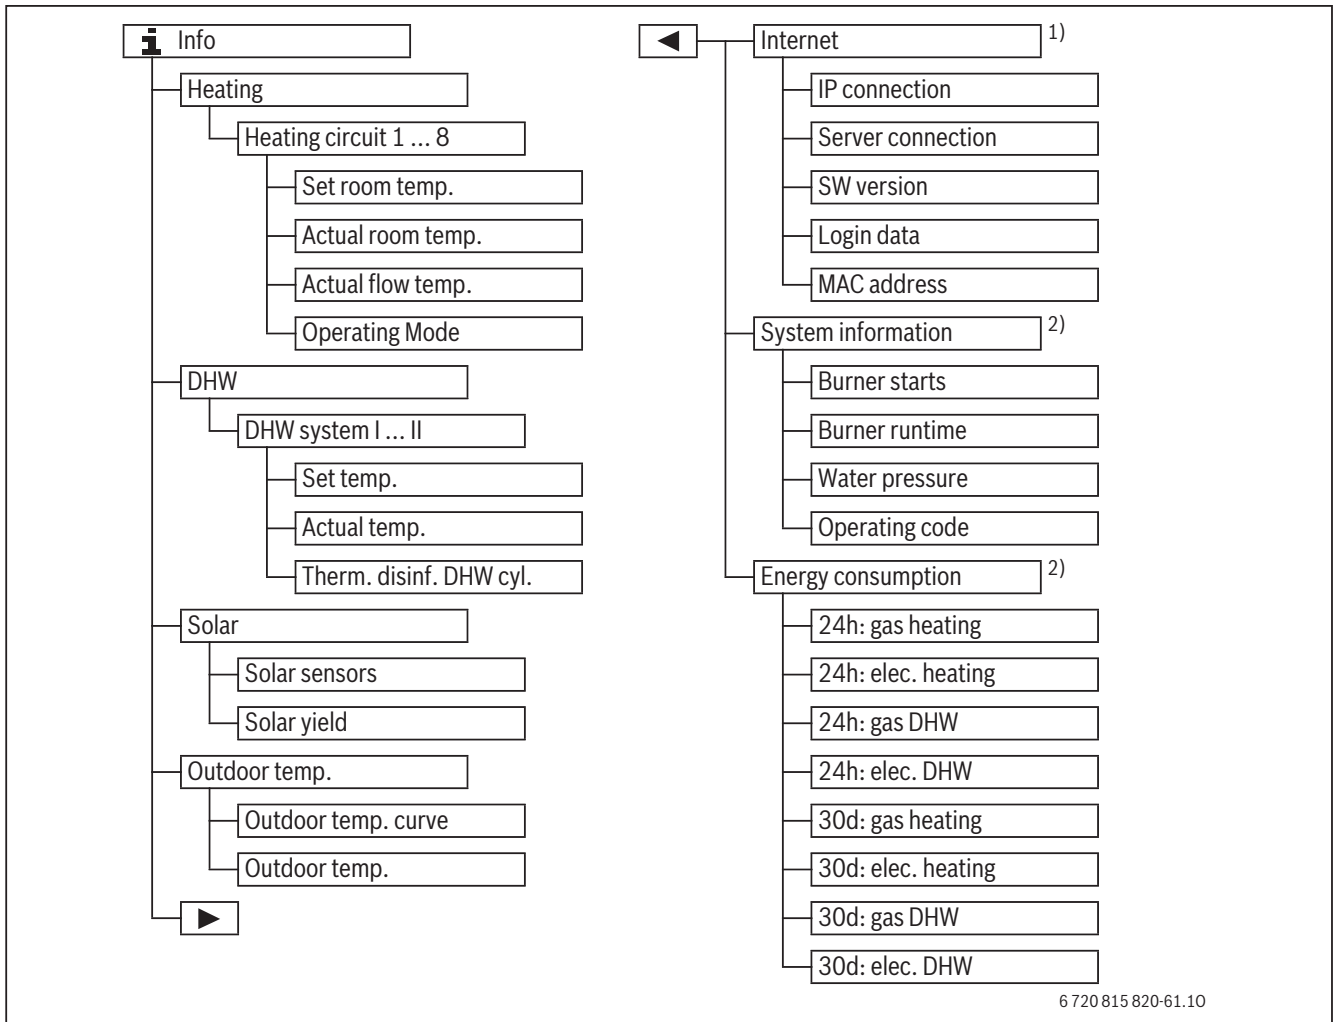 Info
Heating
Heating circuit 1 ... 8
Set room temp.
Actual room temp.
Actual flow temp.
Operating Mode
DHW
DHW system I ... II
Set temp.
Actual temp.
Therm. disinf. DHW cyl.
Solar
Solar sensors
Solar yield
Outdoor temp.
Outdoor temp. curve
Outdoor temp.
Internet 1)
IP connection
Server connection
SW version
Login data
MAC address
System information 2)
Burner starts
Burner runtime
Water pressure
Operating code
Energy consumption 2)
24h: gas heating
24h: elec. heating
24h: gas DHW
24h: elec. DHW
30d: gas heating
30d: elec. heating
30d: gas DHW
30d: elec. DHW
6 720 815 820-61.1O